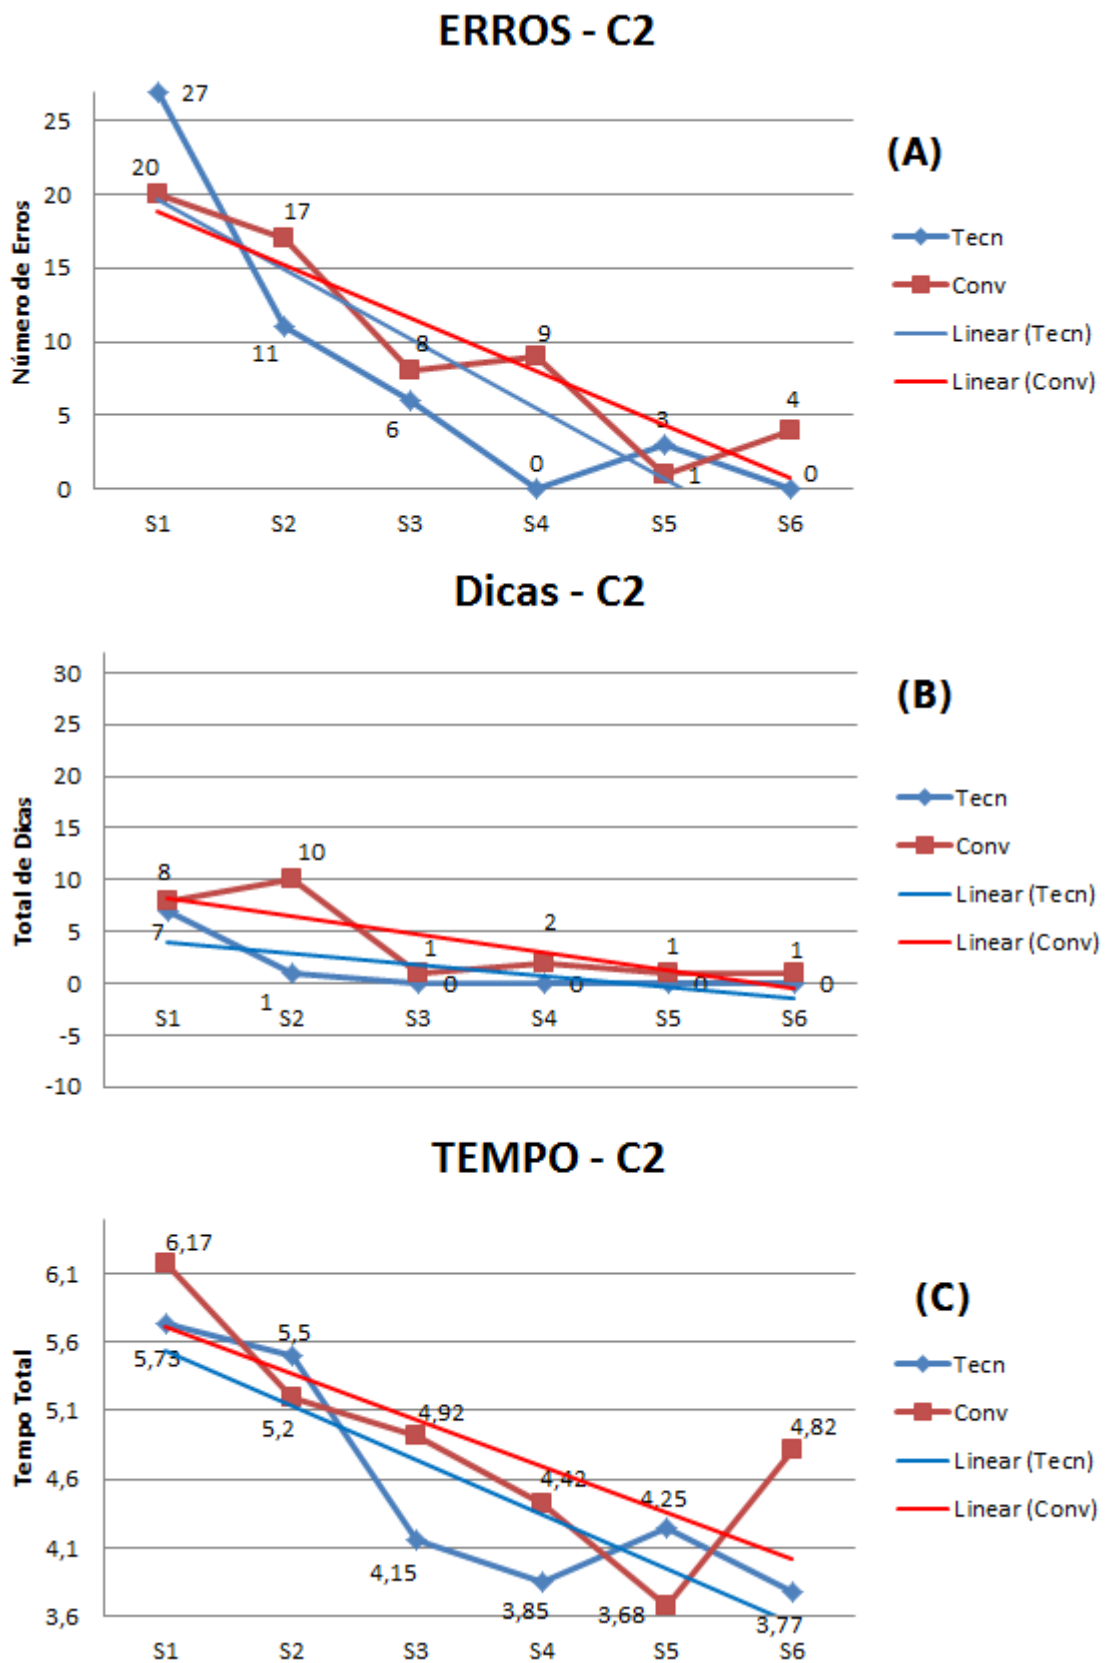 ERROS - C2
(A)
Número de Erros
25
20
15
10
5
0
27
20
17
11
8
6
9
0
3
1
4
0
S1 S2 S3 S4 S5 S6
Tecn
Conv
Linear (Tecn)
Linear (Conv)
Dicas - C2
(B)
Total de Dicas
30
25
20
15
10
5
0
-5
-10
8
7
10
1
1
0
2
0
1
0
1
0
S1 S2 S3 S4 S5 S6
Tecn
Conv
Linear (Tecn)
Linear (Conv)
TEMPO - C2
(C)
Tempo Total
6,1
5,6
5,1
4,6
4,1
3,6
6,17
5,73
5,5
5,2
4,92
4,15
4,42
3,85
4,25
3,68
4,82
3,77
S1 S2 S3 S4 S5 S6
Tecn
Conv
Linear (Tecn)
Linear (Conv)